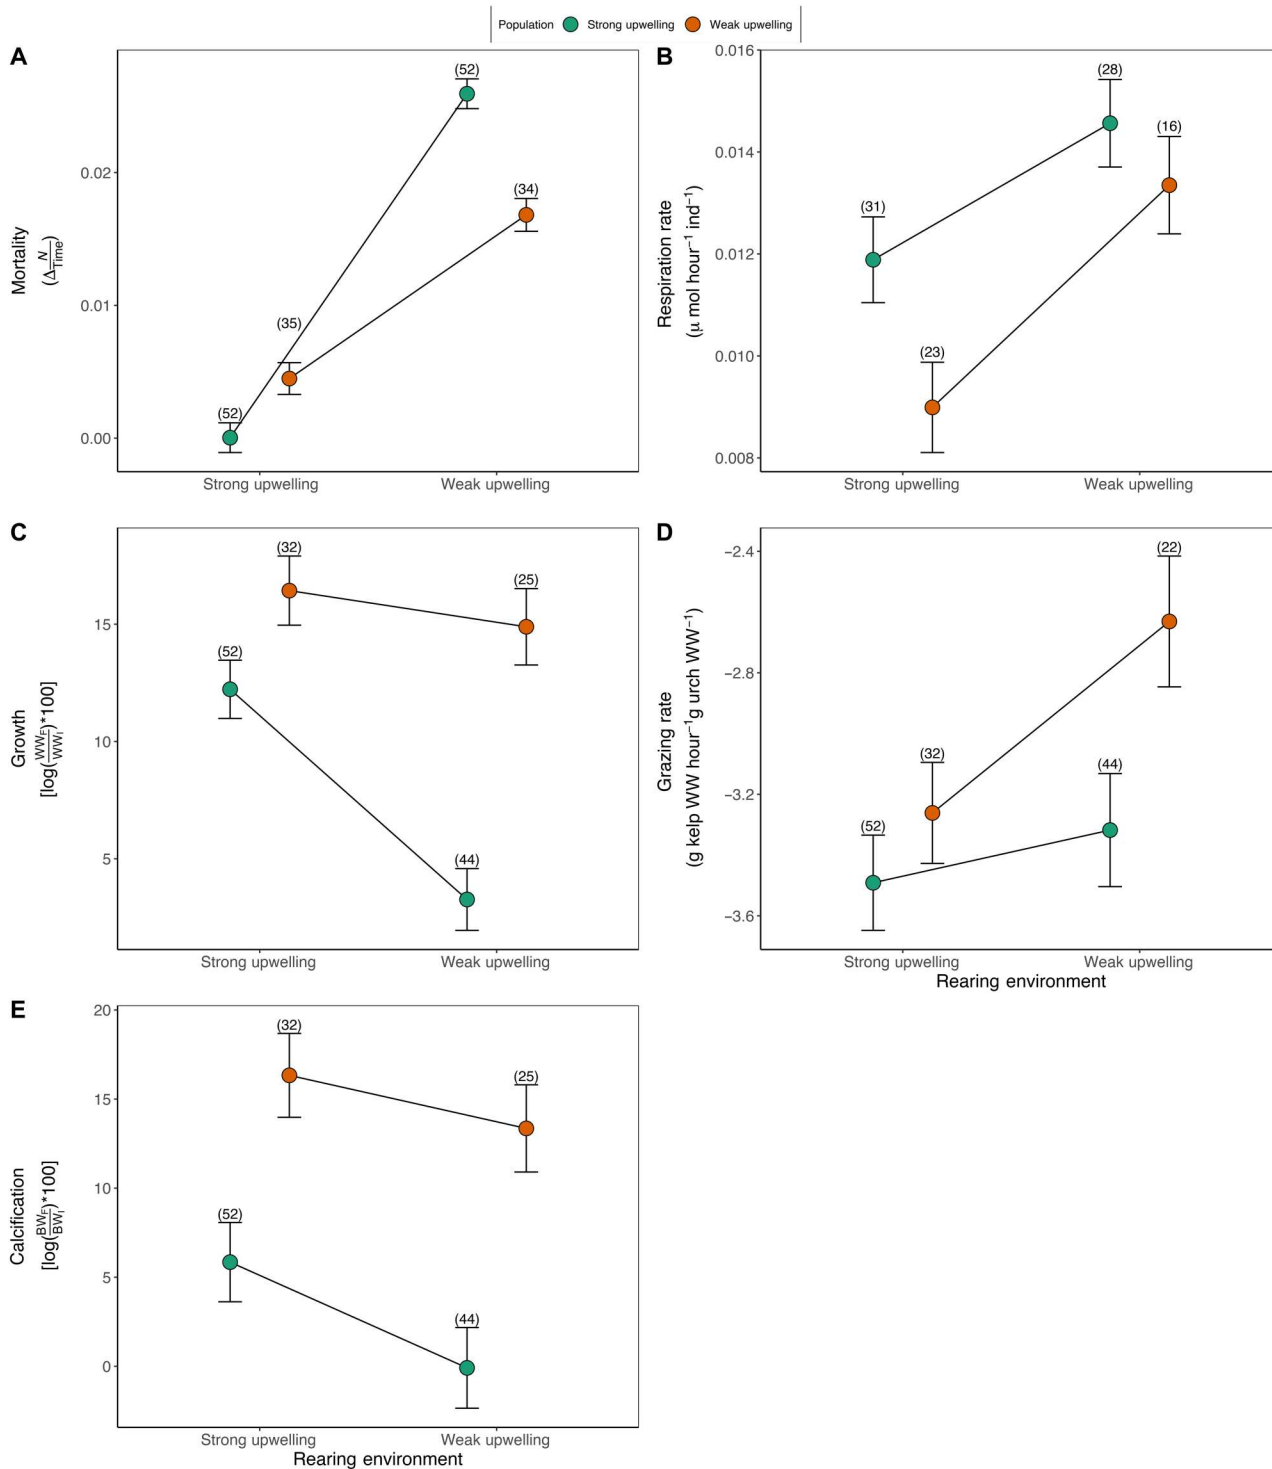 Population Strong upwelling Weak upwelling
A
(52)
(34)
(35)
(52)
0.02
0.01
0.00
Mortality
(Δ N/Time)
Strong upwelling Weak upwelling
B
0.016
0.014
0.012
0.010
0.008
(28)
(16)
(31)
(23)
Respiration rate
(μ mol hour⁻¹ ind⁻¹)
Strong upwelling Weak upwelling
C
(32)
(25)
(52)
(44)
15
10
5
Growth
[log(WW_F/WW_I)*100]
Strong upwelling Weak upwelling
D
−2.4
−2.8
−3.2
−3.6
(22)
(32)
(44)
(52)
Grazing rate
(g kelp WW hour⁻¹g urch WW⁻¹)
Strong upwelling Weak upwelling
Rearing environment
E
20
15
10
5
0
(32)
(25)
(52)
(44)
Calcification
[log(BW_F/BW_I)*100]
Strong upwelling Weak upwelling
Rearing environment